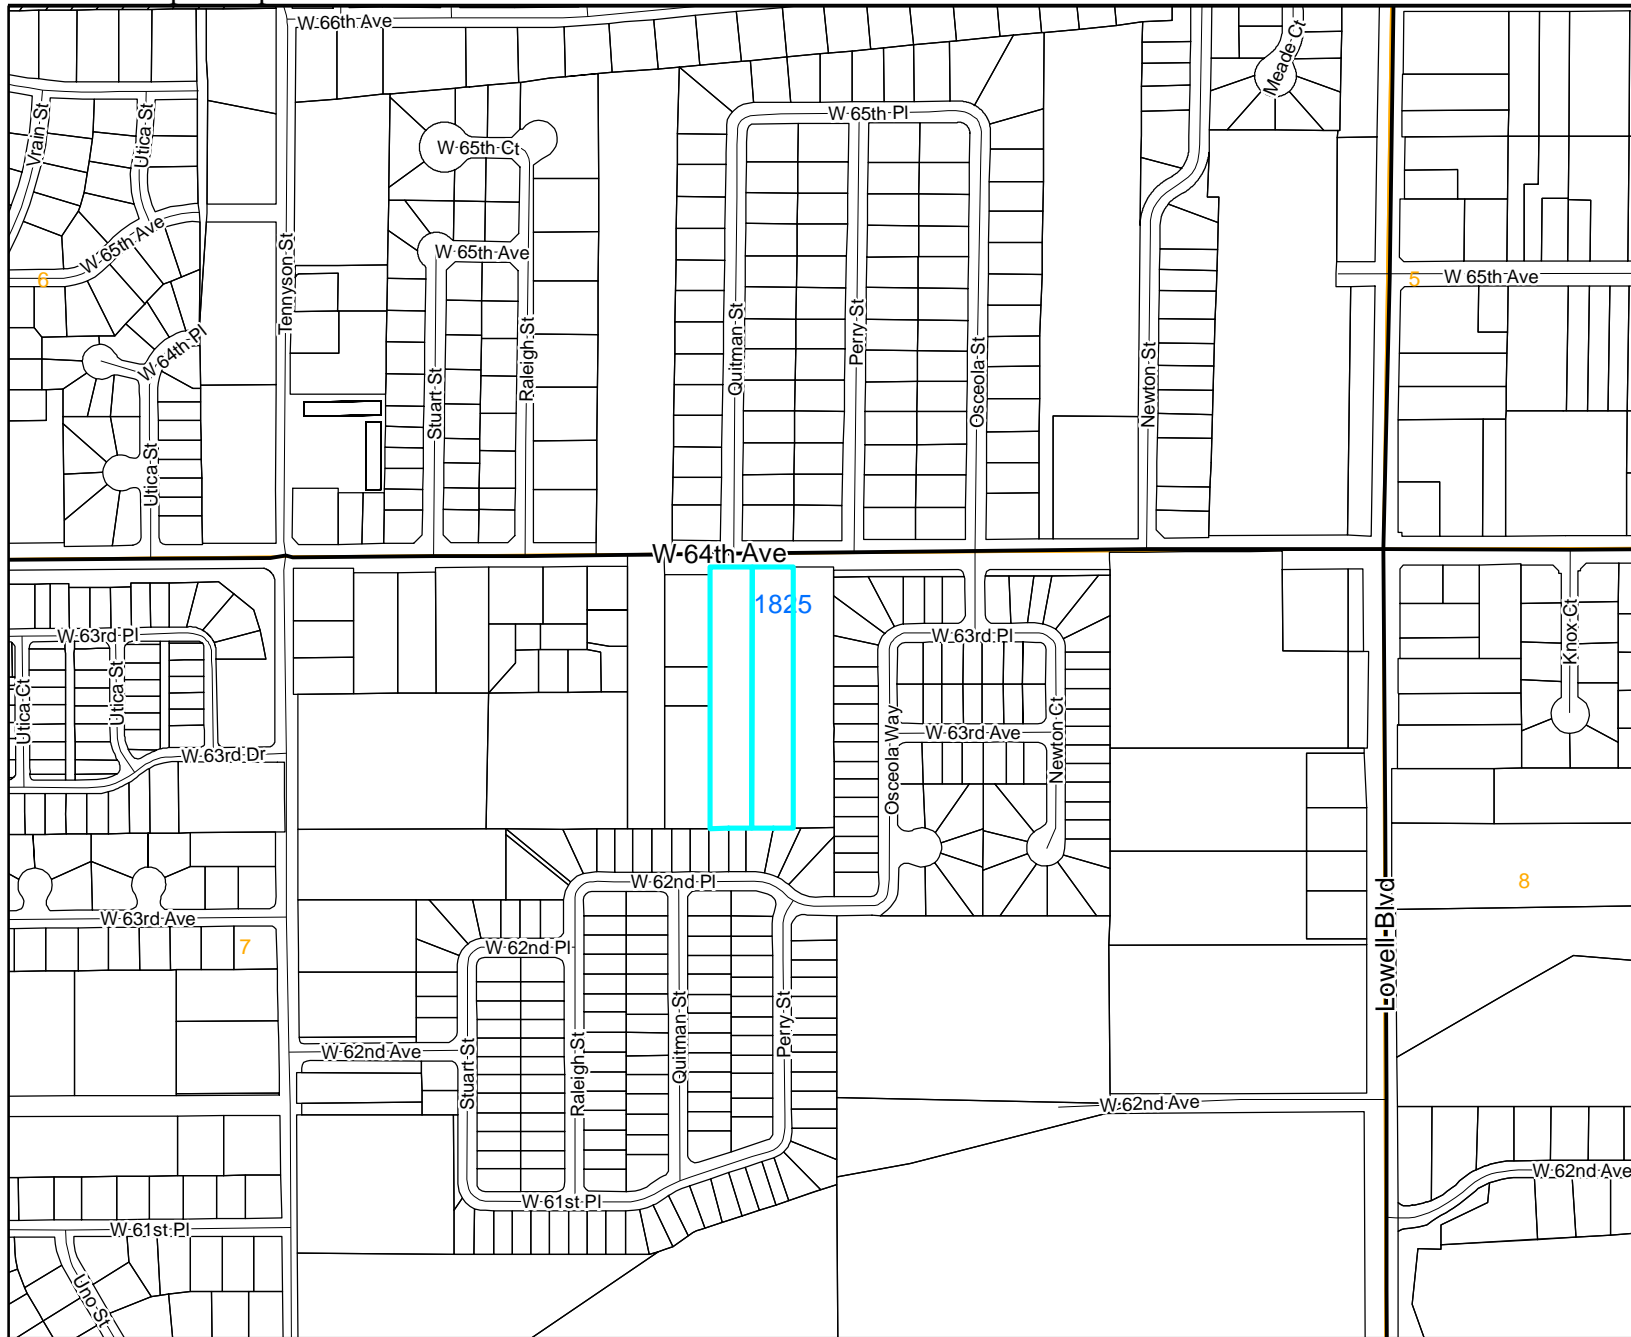 W 66th Ave
Meade Ct
Vrain St
Utica St
W 65th Pl
W 65th Ct
W 65th Ave
W 65th Ave
Tennyson St
6
5
W 65th Ave
W 64th Pl
Stuart St
Raleigh St
Quitman St
Perry St
Osceola St
Newton St
Utica St
W 64th Ave
1825
W 63rd Pl
W 63rd Pl
Knox Ct
Utica Ct
Utica St
W 63rd Dr
Osceola Way
W 63rd Ave
Newton Ct
W 62nd Pl
8
W 63rd Ave
Lowell Blvd
7
W 62nd Pl
W 62nd Ave
Stuart St
Raleigh St
Quitman St
Perry St
W 62nd Ave
W 62nd Ave
W 61st Pl
W 61st Pl
Uno St